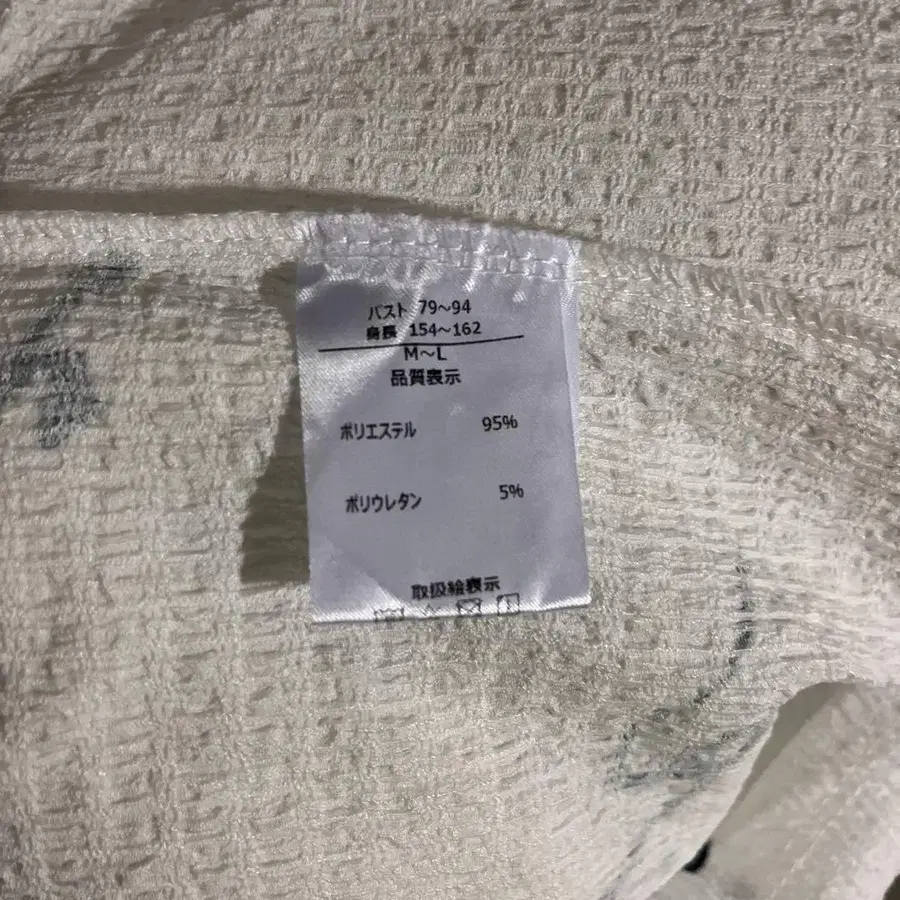 バスト 79〜94
身長 154〜162
M〜L
品質表示
ポリエステル 95%
ポリウレタン 5%
取扱絵表示